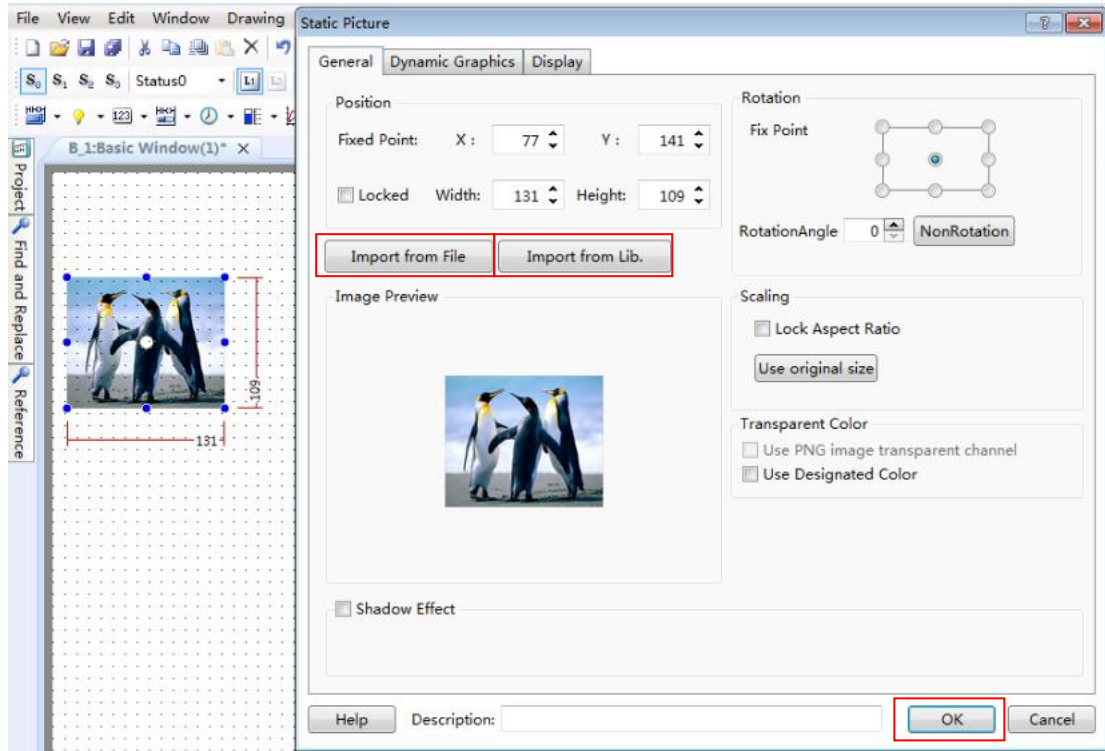 File View Edit Window Drawing
Static Picture
General Dynamic Graphics Display
S0 S1 S2 S3 Status0 L1
123
B_1:Basic Window(1)* X
Project
Find and Replace
Reference
109
131
Position
Fixed Point: X : 77 Y : 141
Locked Width: 131 Height: 109
Import from File Import from Lib.
Image Preview
Shadow Effect
Rotation
Fix Point
RotationAngle 0 NonRotation
Scaling
Lock Aspect Ratio
Use original size
Transparent Color
Use PNG image transparent channel
Use Designated Color
Help Description: OK Cancel